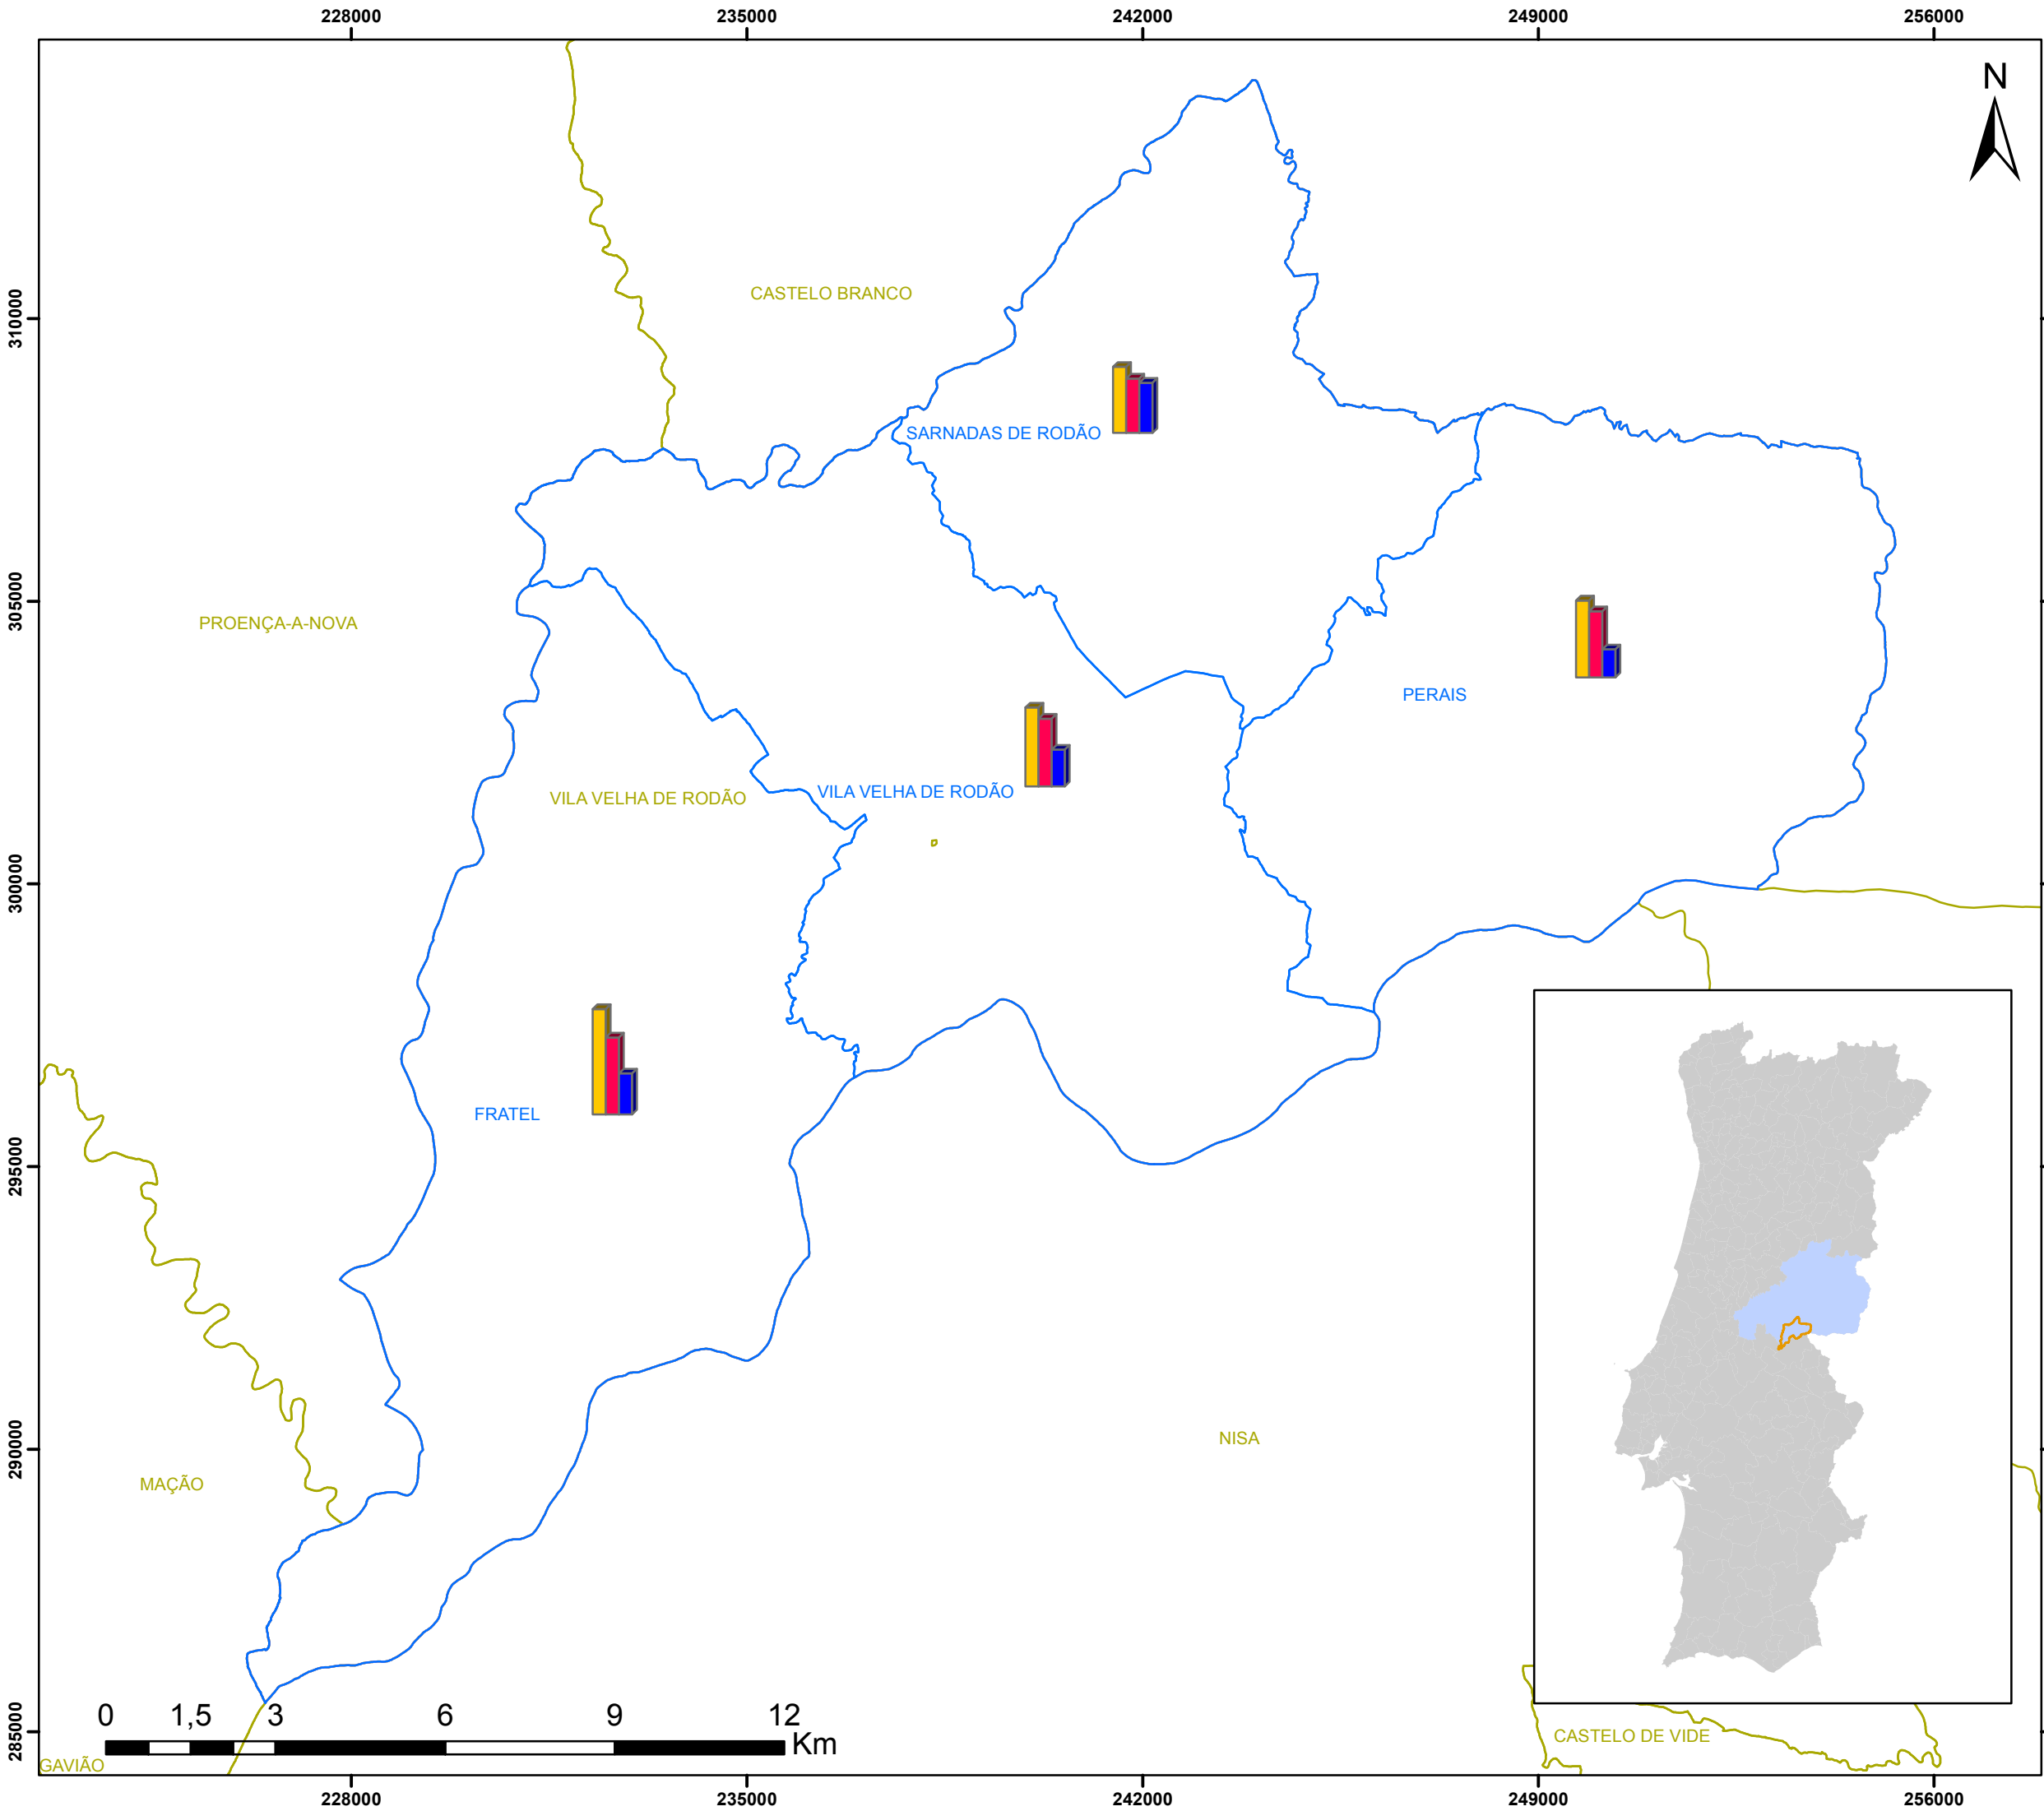 228000 235000 242000 249000 256000
N
310000
CASTELO BRANCO
SARNADAS DE RODÃO
305000
PROENÇA-A-NOVA
PERAIS
VILA VELHA DE RODÃO
VILA VELHA DE RODÃO
300000
FRATEL
295000
NISA
290000
MAÇÃO
0 1,5 3 6 9 12
Km
285000
CASTELO DE VIDE
GAVIÃO
228000 235000 242000 249000 256000